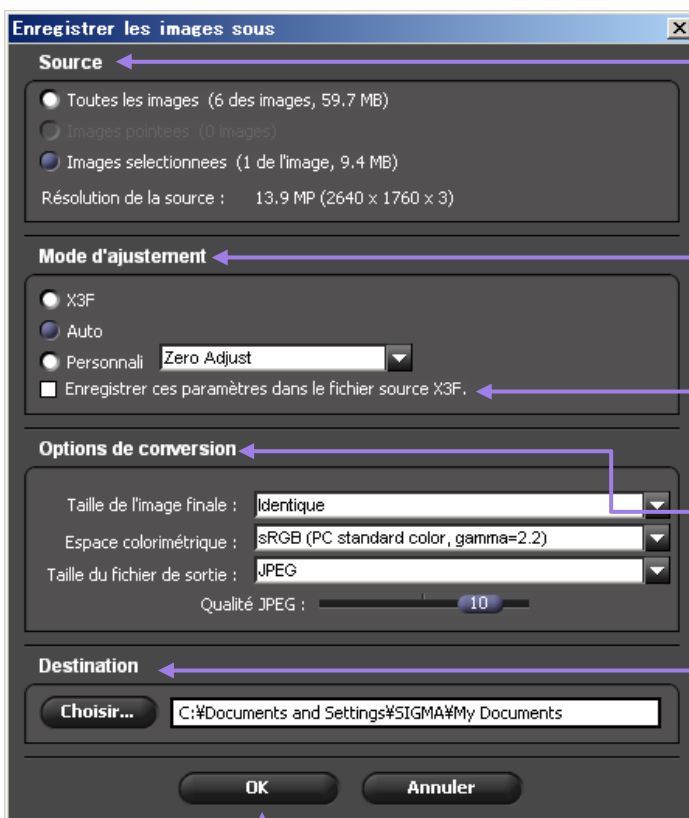 Enregistrer les images sous
Source
Toutes les images (6 des images, 59.7 MB)
Images pointees (0 images)
Images selectionnees (1 de l'image, 9.4 MB)
Résolution de la source : 13.9 MP (2640 x 1760 x 3)
Mode d'ajustement
X3F
Auto
Personnali Zero Adjust
Enregistrer ces paramètres dans le fichier source X3F.
Options de conversion
Taille de l'image finale : Identique
Espace colorimétrique : sRGB (PC standard color, gamma=2.2)
Taille du fichier de sortie : JPEG
Qualité JPEG : 10
Destination
Choisir... C:¥Documents and Settings¥SIGMA¥My Documents
OK Annuler